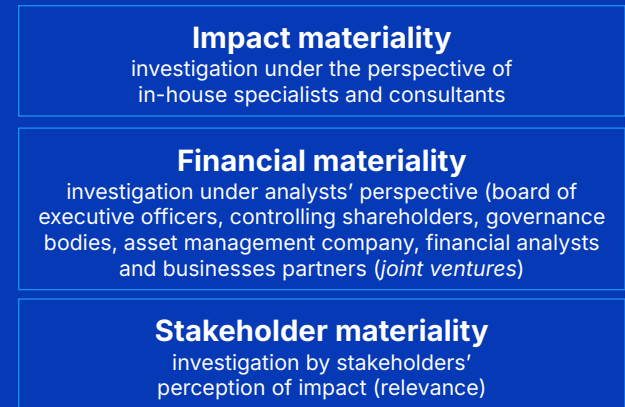 Impact materiality
investigation under the perspective of
in-house specialists and consultants
Financial materiality
investigation under analysts’ perspective (board of
executive officers, controlling shareholders, governance
bodies, asset management company, financial analysts
and businesses partners (joint ventures)
Stakeholder materiality
investigation by stakeholders’
perception of impact (relevance)